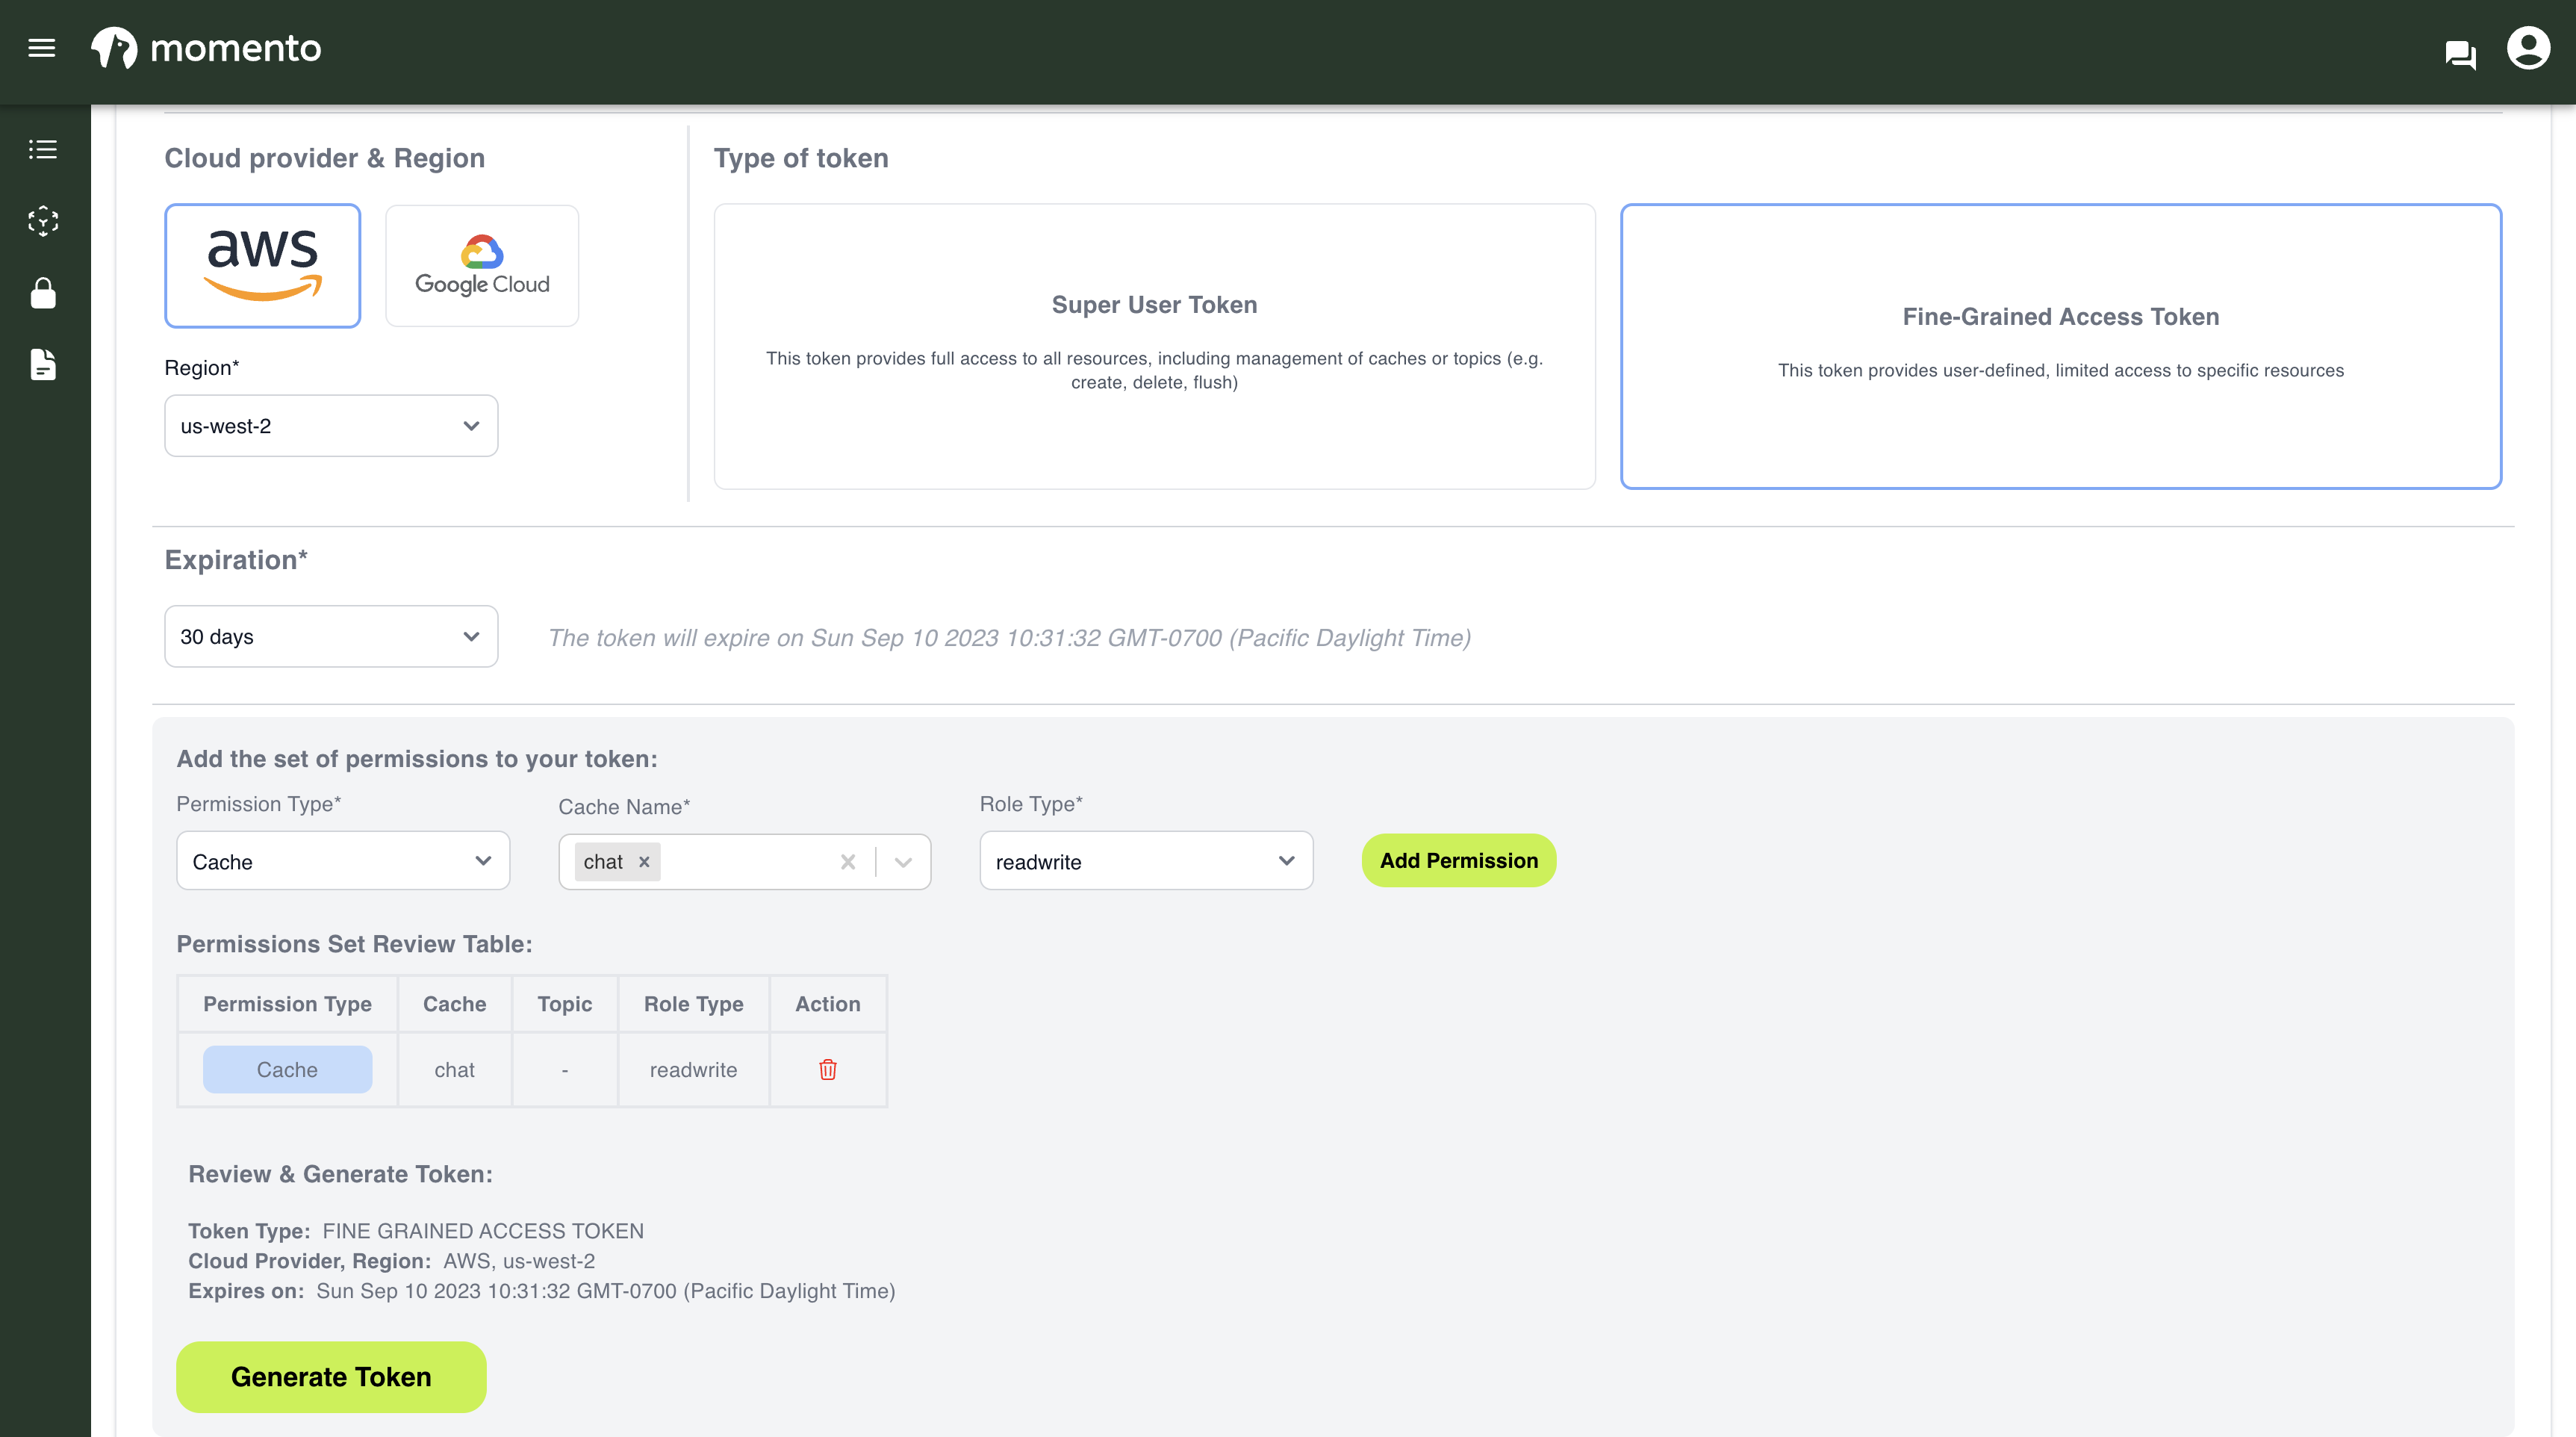 momento
Cloud provider & Region
Type of token
aws
Google Cloud
Super User Token
This token provides full access to all resources, including management of caches or topics (e.g.
create, delete, flush)
Fine-Grained Access Token
This token provides user-defined, limited access to specific resources
Region*
us-west-2
Expiration*
30 days
The token will expire on Sun Sep 10 2023 10:31:32 GMT-0700 (Pacific Daylight Time)
Add the set of permissions to your token:
Permission Type*
Cache Name*
Role Type*
Cache
chat
readwrite
Add Permission
Permissions Set Review Table:
Permission Type Cache Topic Role Type Action
Cache chat - readwrite
Review & Generate Token:
Token Type: FINE GRAINED ACCESS TOKEN
Cloud Provider, Region: AWS, us-west-2
Expires on: Sun Sep 10 2023 10:31:32 GMT-0700 (Pacific Daylight Time)
Generate Token